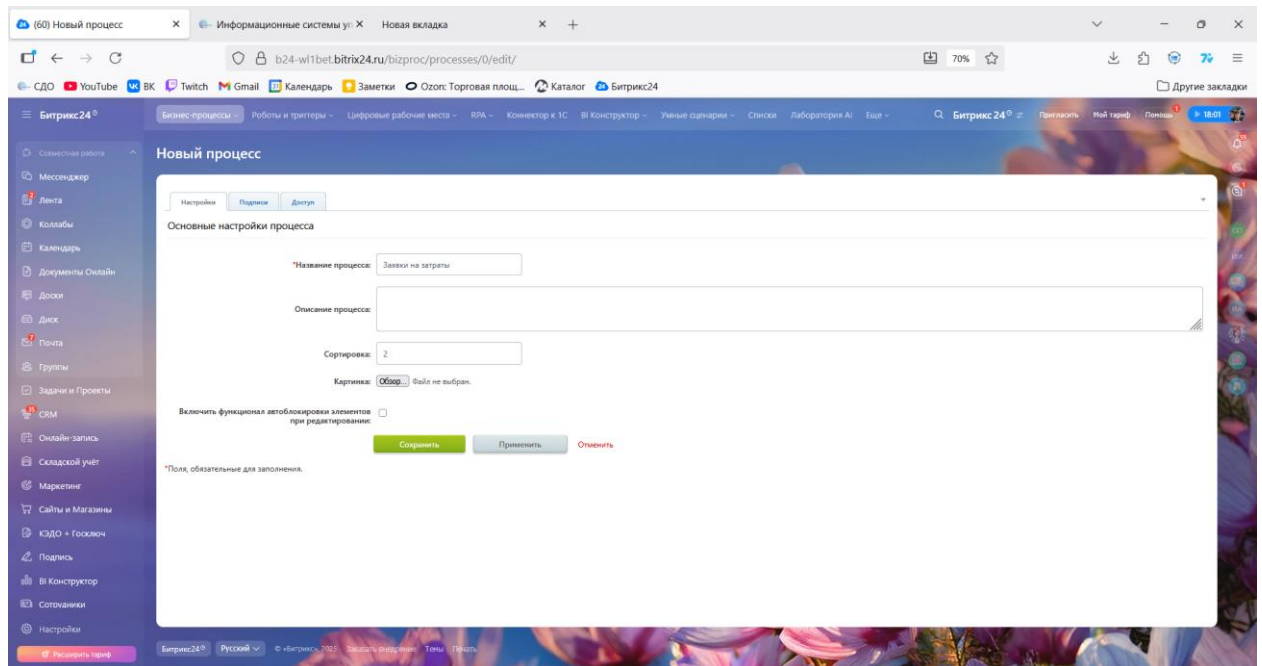 (60) Новый процесс
Информационные системы уп
Новая вкладка
b24-wl1bet.bitrix24.ru/bizproc/processes/0/edit/
70%
СДО YouTube ВК Twitch Gmail Календарь Заметки Ozon: Торговая площ... Каталог Битрикс24 Другие закладки
Битрикс24
Бизнес-процессы Роботы и триггеры Цифровые рабочие места RPA Коннектор к 1С BI Конструктор Умные сценарии Списки Лаборатория AI Еще Битрикс24 Пригласить Мой тариф Помощь 18:01
Совместная работа
Мессенджер
Лента
Коллабы
Календарь
Документы Онлайн
Доски
Диск
Почта
Группы
Задачи и Проекты
CRM
Онлайн-запись
Складской учёт
Маркетинг
Сайты и Магазины
КЭДО + Госключ
Подпись
BI Конструктор
Сотрудники
Настройки
Расширить тариф
Новый процесс
Настройки Подписи Доступ
Основные настройки процесса
*Название процесса: Заявки на затраты
Описание процесса:
Сортировка: 2
Картинка: Обзор... Файл не выбран.
Включить функционал автоблокировки элементов
при редактировании:
Сохранить Применить Отменить
*Поля, обязательные для заполнения.
Битрикс24 Русский © «Битрикс», 2025 Заказать внедрение Темы Печать